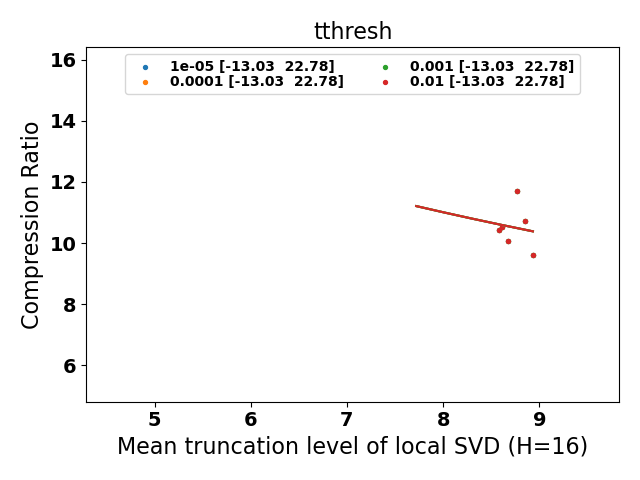 tthresh
1e-05 [-13.03  22.78]
0.0001 [-13.03  22.78]
0.001 [-13.03  22.78]
0.01 [-13.03  22.78]
Compression Ratio
16
14
12
10
8
6
5 6 7 8 9
Mean truncation level of local SVD (H=16)